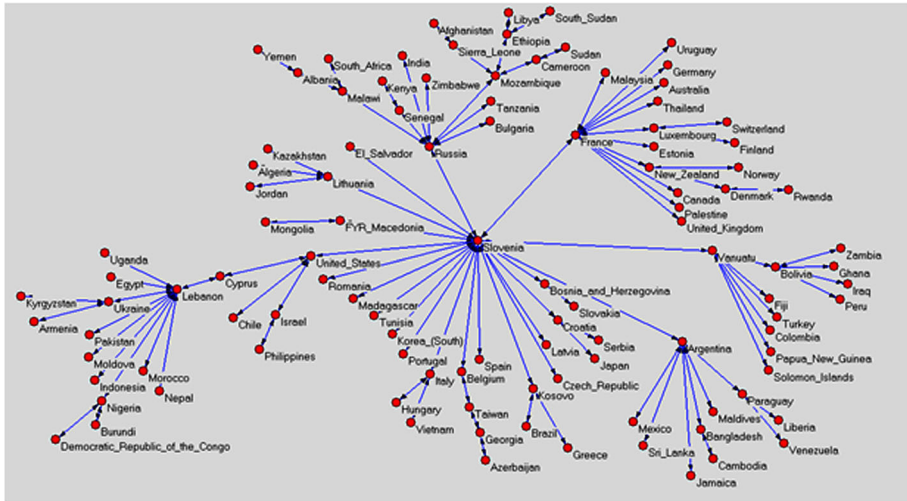 Libya
South_Sudan
Afghanistan
Ethiopia
Uruguay
Yemen
South_Africa
India
Sierra_Leone
Sudan
Cameroon
Germany
Malaysia
Albania
Kenya
Zimbabwe
Mozambique
Australia
Malawi
Thailand
Senegal
Tanzania
Bulgaria
Switzerland
Luxembourg
France
Finland
Kazakhstan
El_Salvador
Russia
Estonia
Algeria
Lithuania
New_Zealand
Norway
Jordan
Canada
Denmark
Rwanda
Palestine
Mongolia
FYR_Macedonia
United_Kingdom
Slovenia
Uganda
United_States
Vanuatu
Zambia
Egypt
Cyprus
Romania
Bosnia_and_Herzegovina
Bolivia
Ghana
Kyrgyzstan
Lebanon
Iraq
Ukraine
Madagascar
Slovakia
Fiji
Peru
Armenia
Chile
Israel
Tunisia
Croatia
Turkey
Pakistan
Korea_(South)
Serbia
Colombia
Moldova
Philippines
Portugal
Latvia
Japan
Argentina
Papua_New_Guinea
Morocco
Italy
Spain
Solomon_Islands
Indonesia
Belgium
Czech_Republic
Nepal
Kosovo
Paraguay
Nigeria
Hungary
Taiwan
Maldives
Burundi
Vietnam
Mexico
Liberia
Democratic_Republic_of_the_Congo
Georgia
Brazil
Bangladesh
Greece
Sri_Lanka
Venezuela
Azerbaijan
Cambodia
Jamaica